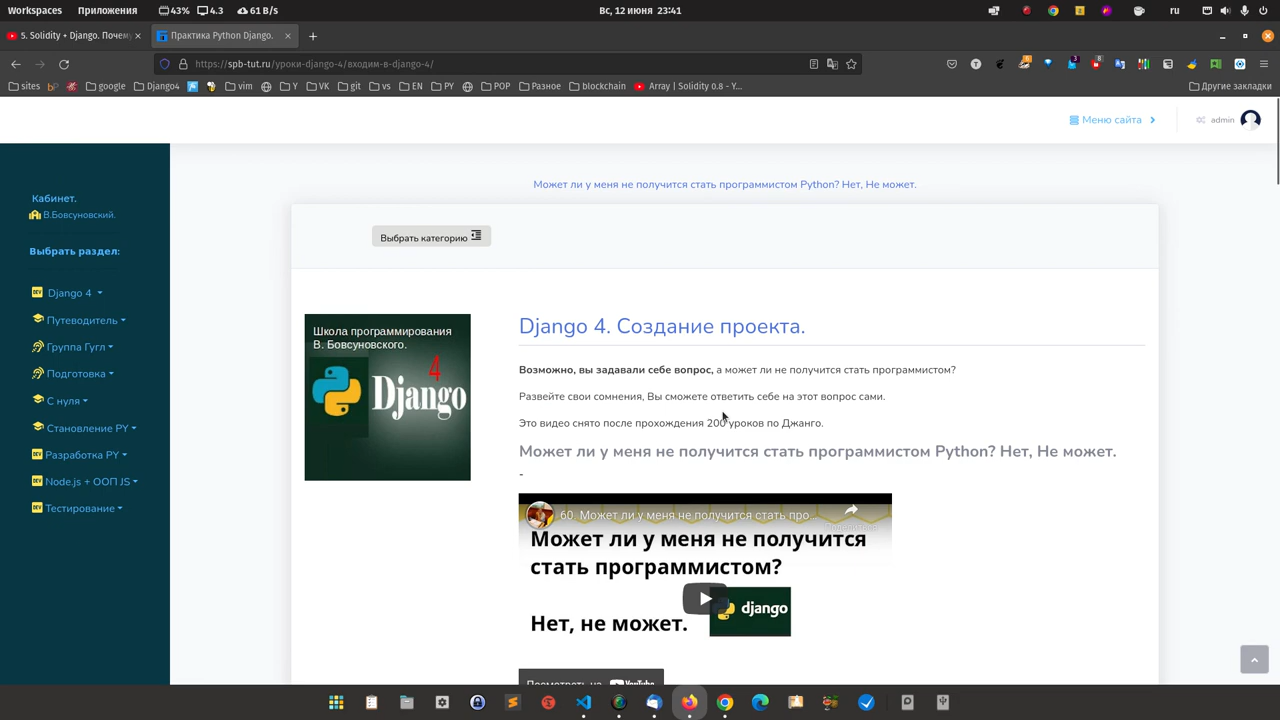 Workspaces Приложения 43% 4.3 61 B/s Вс, 12 июня 23:41 ru
5. Solidity + Django. Почему
Практика Python Django.
https://spb-tut.ru/уроки-django-4/входим-в-django-4/
sites google Django4 vim Y VK git vs EN PY POP Разное blockchain Array | Solidity 0.8 - Y... Другие закладки
Меню сайта admin
Может ли у меня не получится стать программистом Python? Нет, Не может.
Кабинет.
В.Бовсуновский.
Выбрать раздел:
Django 4
Путеводитель
Группа Гугл
Подготовка
С нуля
Становление PY
Разработка PY
Node.js + ООП JS
Тестирование
Выбрать категорию
Школа программирования
В. Бовсуновского.
4
Django
Django 4. Создание проекта.
Возможно, вы задавали себе вопрос, а может ли не получится стать программистом?
Развейте свои сомнения, Вы сможете ответить себе на этот вопрос сами.
Это видео снято после прохождения 200 уроков по Джанго.
Может ли у меня не получится стать программистом Python? Нет, Не может.
-
60. Может ли у меня не получится стать про...
Поделиться
Может ли у меня не получится
стать программистом?
django
Нет, не может.
Посмотреть на YouTube